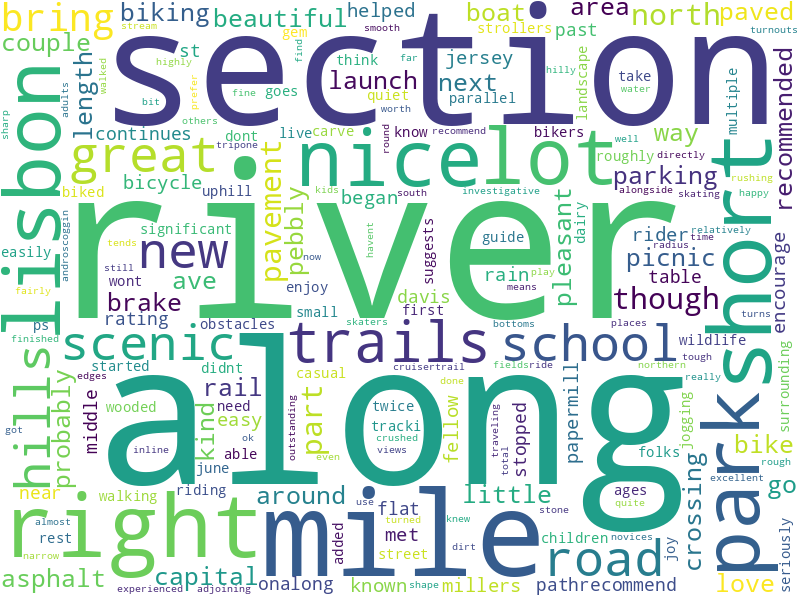 bring
biking
stream
beautiful
helped
gem
boat
strollers
area
past
north
paved
turnouts
couple
st
highly
smooth
find
far
hilly
section
take
water
length
bit
prefer
fine
goes
think
launch
quiet
worth
jersey
next
parallel
landscape
multiple
recommended
sharp
adults
walked
continues
others
dont
tripone
live
carve
round
know
recommend
bikers
well
way
roughly
directly
rushing
lisbon
great
nice
lot
parking
short
bicycle
uphill
biked
pavement
pebbly
kids
began
south
investigative
pleasant
dairy
alongside
skating
happy
androscoggin
easily
significant
tends
new
river
havent
suggests
guide
rain
play
rider
relatively
radius
time
picnic
encourage
still
wont
ave
now
enjoy
davis
means
table
fairly
ps
brake
rating
obstacles
small
first
though
finished
skaters
bottoms
places
turns
scenic
trails
school
wildlife
tough
hills
started
didnt
casual
cruisertrail
fields
ride
northern
really
surrounding
probably
middle
edges
wooded
rail
need
easy
kind
outstanding
part
along
twice
tracki
crushed
views
done
fellow
traveling
total
stopped
papermill
jogging
park
bike
rough
got
inline
ok
able
even
june
folks
excellent
near
walking
riding
around
little
ages
quite
crossing
go
right
mile
use
flat
met
turned
street
knew
stone
dirt
children
novices
road
joy
seriously
almost
rest
narrow
added
asphalt
capital
experienced
adjoining
onalong
known
shape
millers
pathrecommend
love